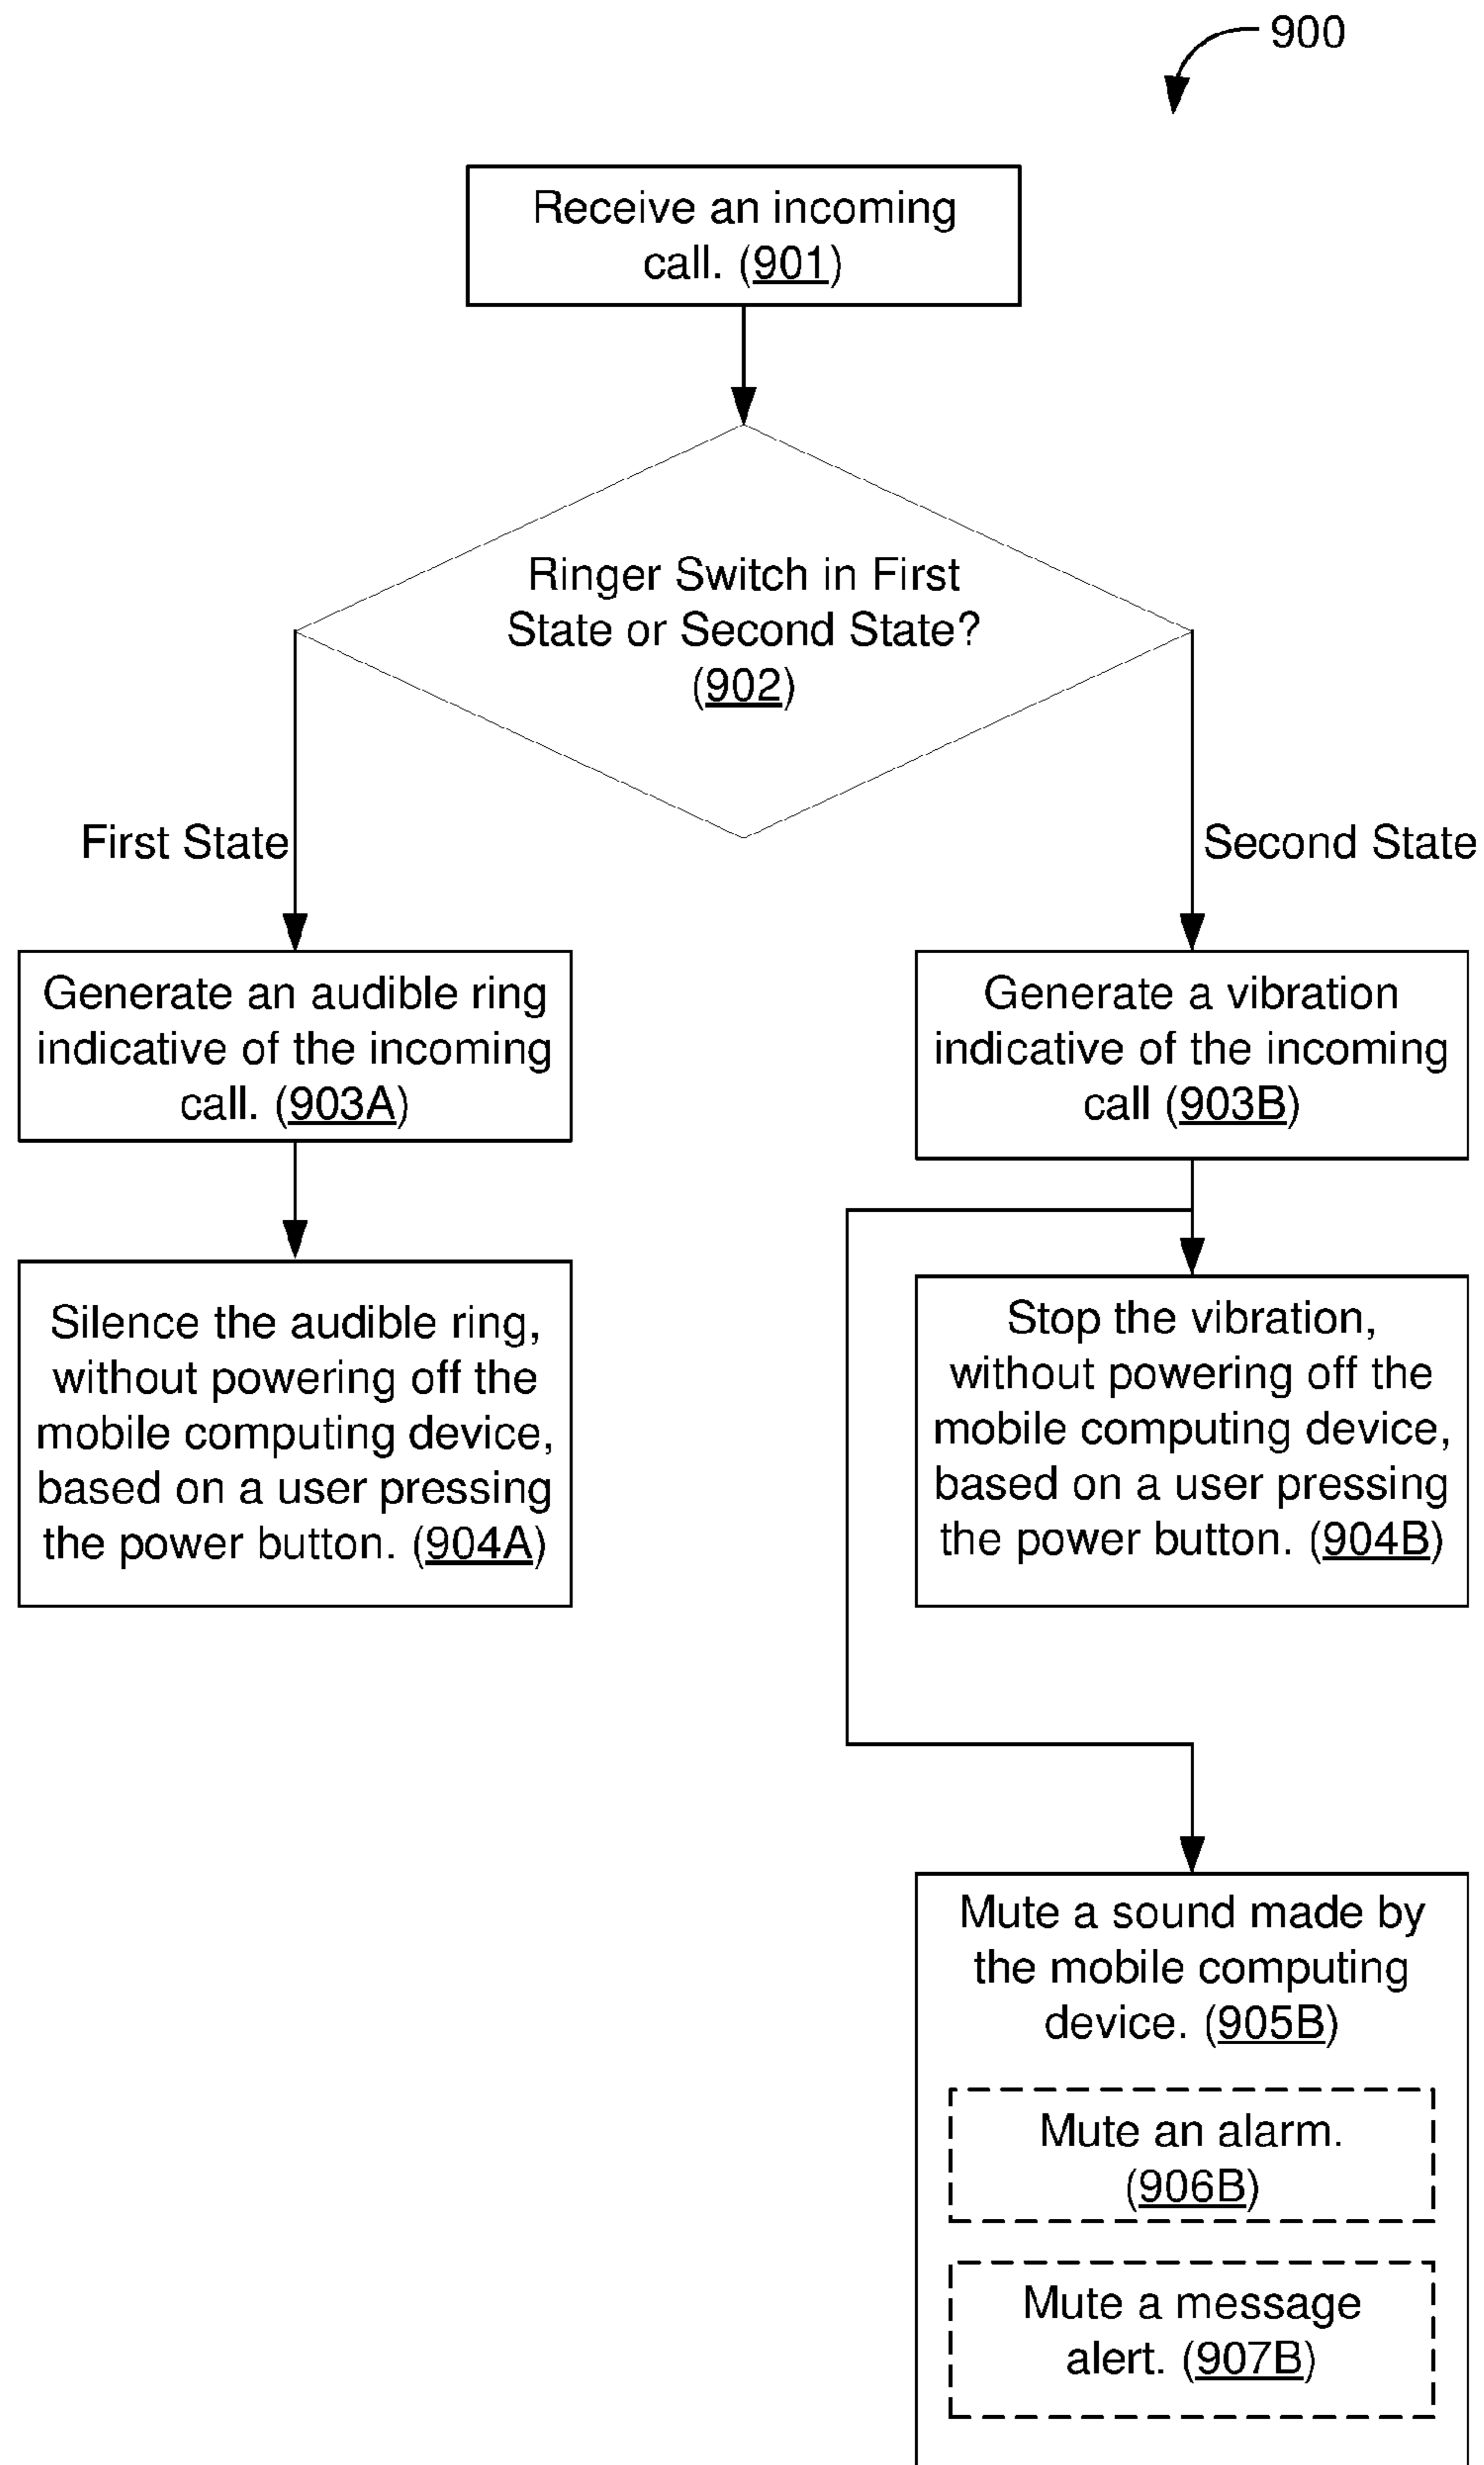 900
Receive an incoming
call. (901)
Ringer Switch in First
State or Second State?
(902)
First State
Second State
Generate an audible ring
indicative of the incoming
call. (903A)
Generate a vibration
indicative of the incoming
call (903B)
Silence the audible ring,
without powering off the
mobile computing device,
based on a user pressing
the power button. (904A)
Stop the vibration,
without powering off the
mobile computing device,
based on a user pressing
the power button. (904B)
Mute a sound made by
the mobile computing
device. (905B)
Mute an alarm.
(906B)
Mute a message
alert. (907B)